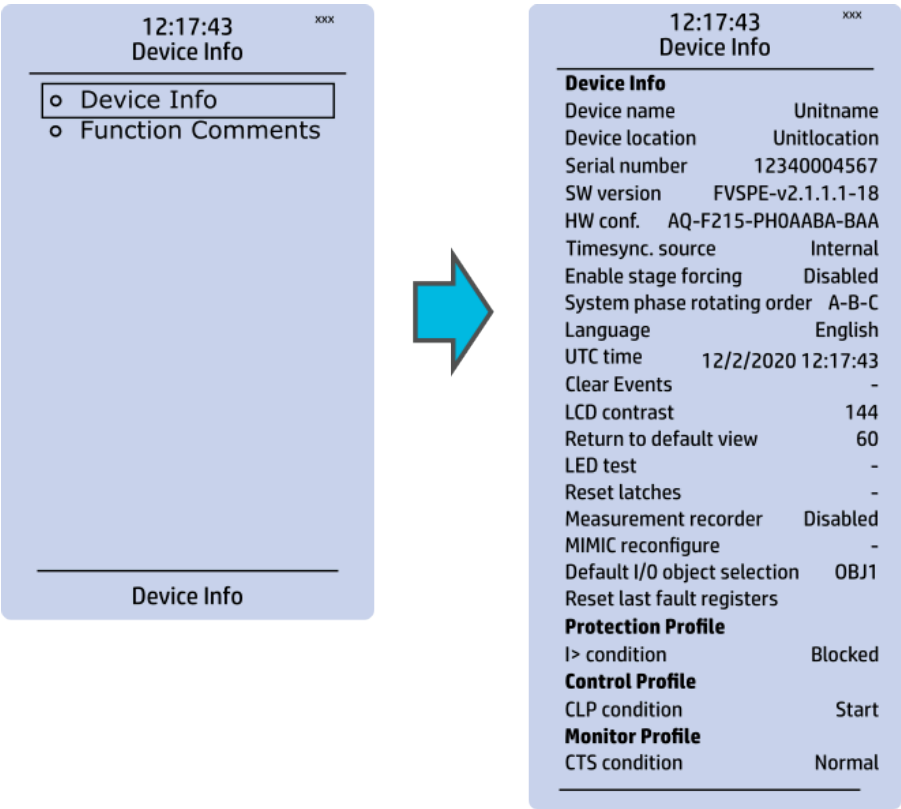 12:17:43 xxx
Device Info
Device Info
Function Comments
Device Info
12:17:43 xxx
Device Info
Device Info
Device name Unitname
Device location Unitlocation
Serial number 12340004567
SW version FVSPE-v2.1.1.1-18
HW conf. AQ-F215-PH0AABA-BAA
Timesync. source Internal
Enable stage forcing Disabled
System phase rotating order A-B-C
Language English
UTC time 12/2/2020 12:17:43
Clear Events -
LCD contrast 144
Return to default view 60
LED test -
Reset latches -
Measurement recorder Disabled
MIMIC reconfigure -
Default I/O object selection OBJ1
Reset last fault registers
Protection Profile
I> condition Blocked
Control Profile
CLP condition Start
Monitor Profile
CTS condition Normal